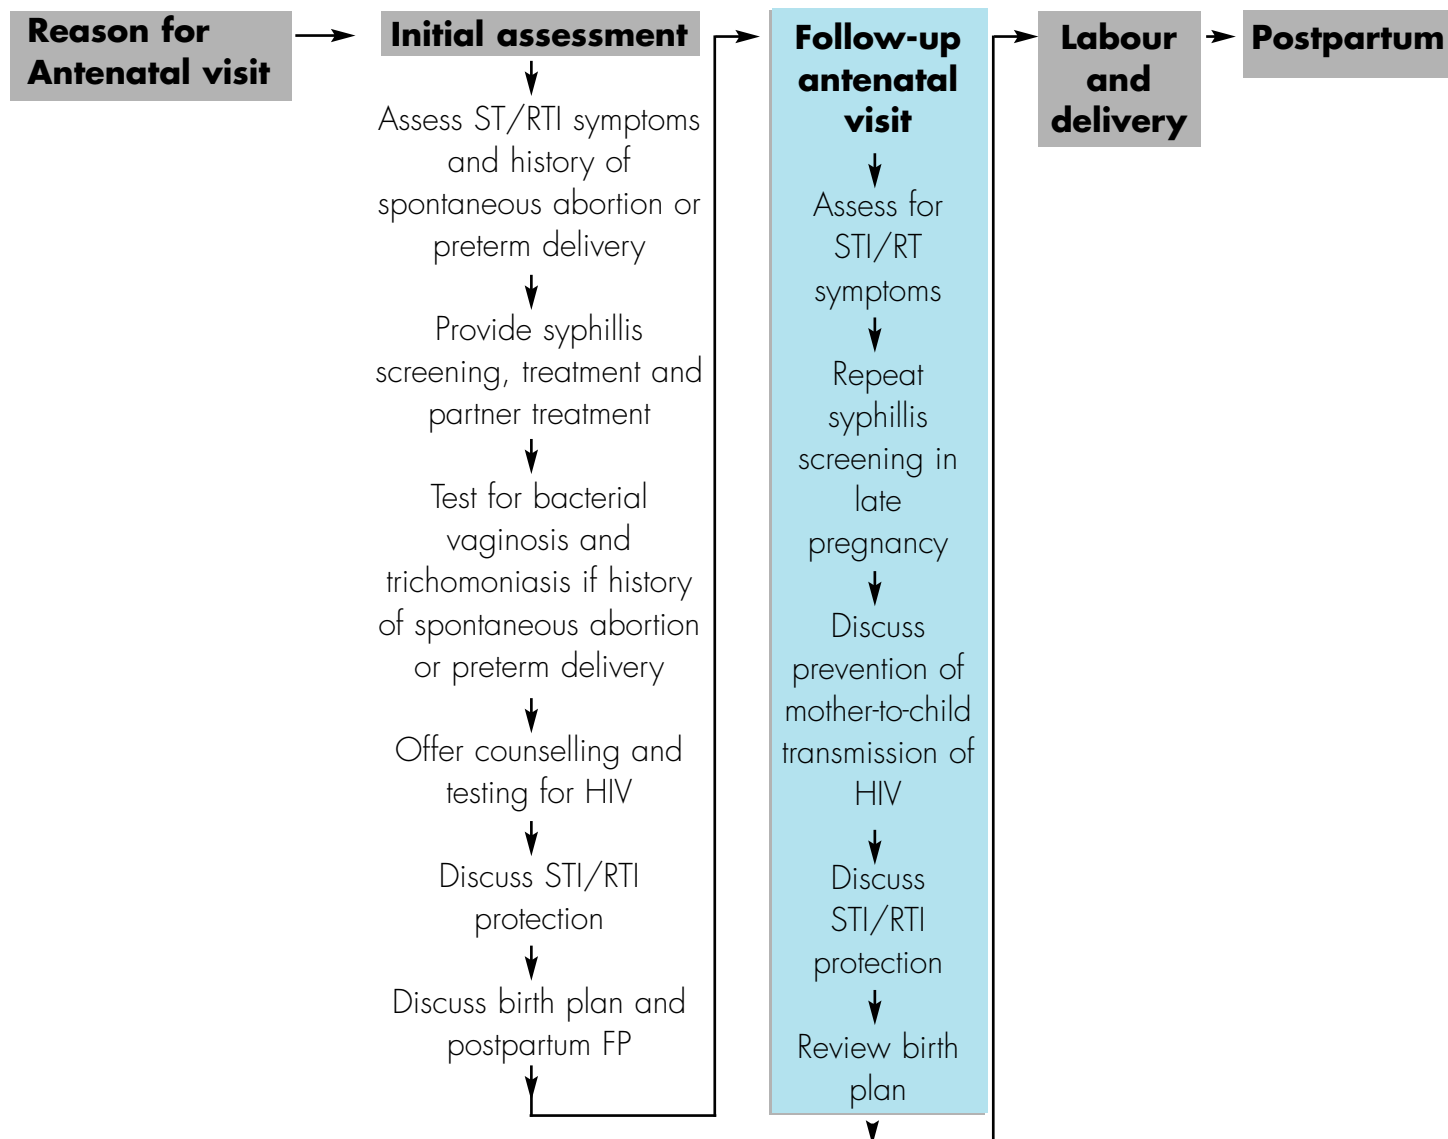 Reason for
Antenatal visit
Initial assessment
Assess ST/RTI symptoms
and history of
spontaneous abortion or
preterm delivery
Provide syphillis
screening, treatment and
partner treatment
Test for bacterial
vaginosis and
trichomoniasis if history
of spontaneous abortion
or preterm delivery
Offer counselling and
testing for HIV
Discuss STI/RTI
protection
Discuss birth plan and
postpartum FP
Follow-up
antenatal
visit
Assess for
STI/RT
symptoms
Repeat
syphillis
screening in
late
pregnancy
Discuss
prevention of
mother-to-child
transmission of
HIV
Discuss
STI/RTI
protection
Review birth
plan
Labour
and
delivery
Postpartum